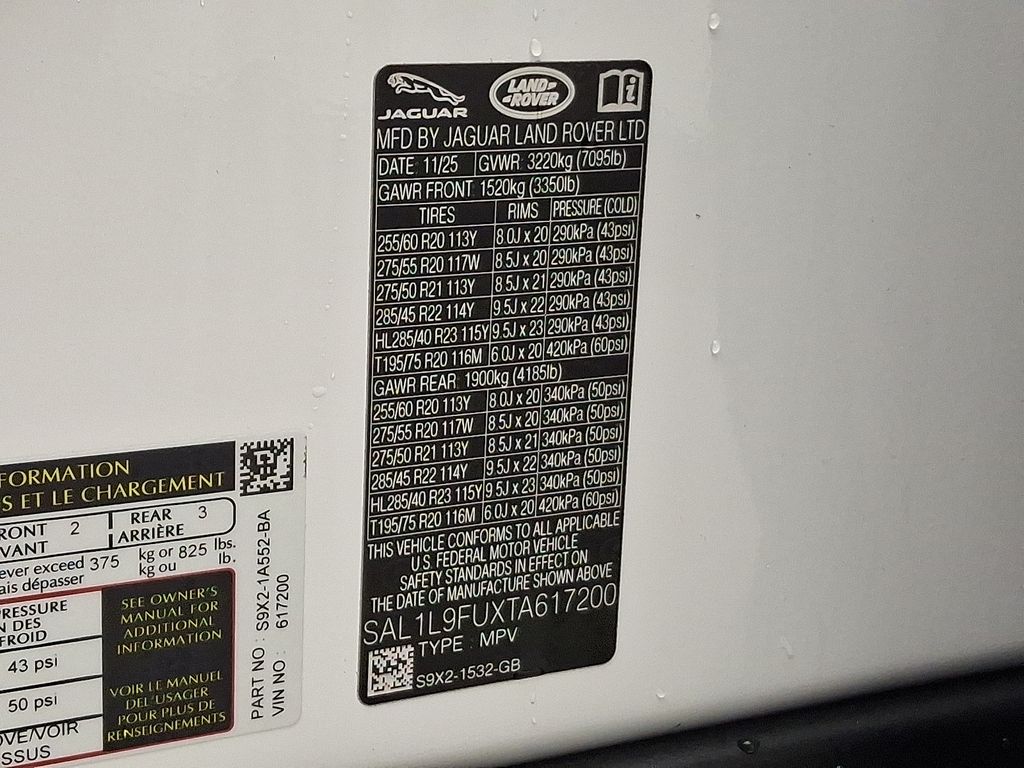 JAGUAR
LAND-
-ROVER
i
MFD BY JAGUAR LAND ROVER LTD
DATE: 11/25 GVWR: 3220kg (7095lb)
GAWR FRONT: 1520kg (3350lb)
TIRES RIMS PRESSURE (COLD)
255/60 R20 113Y 8.0J x 20 290kPa (43psi)
275/55 R20 117W 8.5J x 20 290kPa (43psi)
275/50 R21 113Y 8.5J x 21 290kPa (43psi)
285/45 R22 114Y 9.5J x 22 290kPa (43psi)
HL285/40 R23 115Y 9.5J x 23 290kPa (43psi)
T195/75 R20 116M 6.0J x 20 420kPa (60psi)
GAWR REAR: 1900kg (4185lb)
255/60 R20 113Y 8.0J x 20 340kPa (50psi)
275/55 R20 117W 8.5J x 20 340kPa (50psi)
275/50 R21 113Y 8.5J x 21 340kPa (50psi)
285/45 R22 114Y 9.5J x 22 340kPa (50psi)
HL285/40 R23 115Y 9.5J x 23 340kPa (50psi)
T195/75 R20 116M 6.0J x 20 420kPa (60psi)
THIS VEHICLE CONFORMS TO ALL APPLICABLE
U.S. FEDERAL MOTOR VEHICLE
SAFETY STANDARDS IN EFFECT ON
THE DATE OF MANUFACTURE SHOWN ABOVE
SAL1L9FUXTA617200
TYPE: MPV
S9X2-1532-GB
FORMATION
S ET LE CHARGEMENT
RONT 2 REAR 3
VANT ARRIÈRE
ever exceed 375 kg or 825 lbs.
ais dépasser kg ou lb.
RESSURE
N DES
FROID
43 psi
50 psi
OVE/VOIR
SSUS
SEE OWNER'S
MANUAL FOR
ADDITIONAL
INFORMATION
VOIR LE MANUEL
DE L'USAGER
POUR PLUS DE
RENSEIGNEMENTS
PART NO: S9X2-1A552-BA
VIN NO: 617200